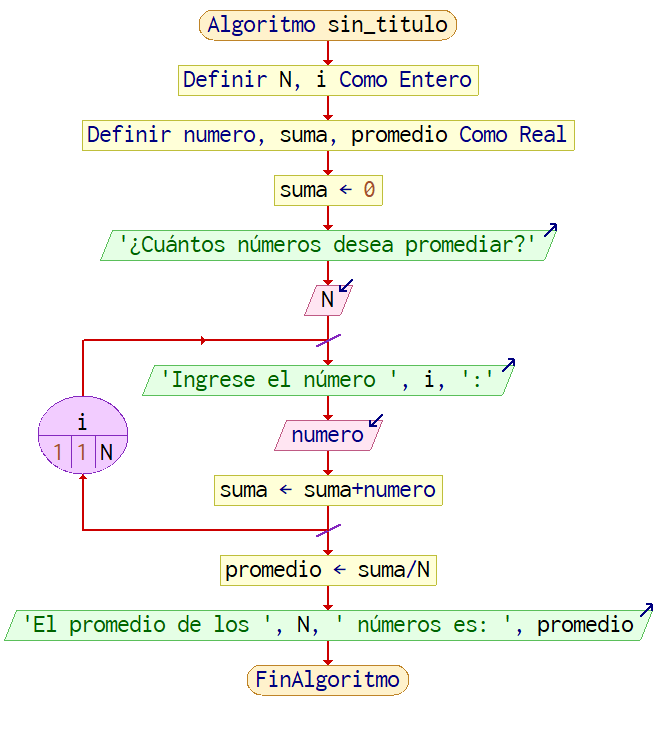 Algoritmo sin_titulo
Definir N, i Como Entero
Definir numero, suma, promedio Como Real
suma ← 0
'¿Cuántos números desea promediar?'
N
'Ingrese el número ', i, ':'
i
1 1 N
numero
suma ← suma+numero
promedio ← suma/N
'El promedio de los ', N, ' números es: ', promedio
FinAlgoritmo